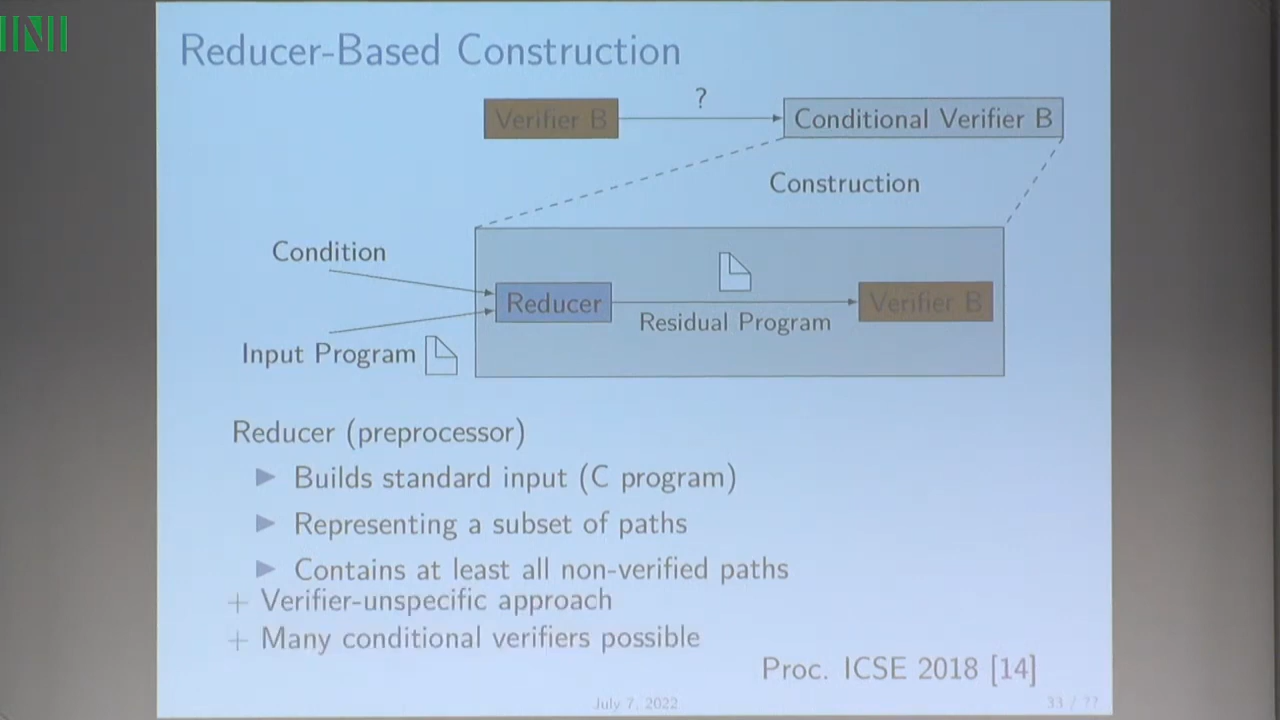 INI
Reducer-Based Construction
Verifier B
?
Conditional Verifier B
Construction
Condition
Reducer
Residual Program
Verifier B
Input Program
Reducer (preprocessor)
Builds standard input (C program)
Representing a subset of paths
Contains at least all non-verified paths
+ Verifier-unspecific approach
+ Many conditional verifiers possible
Proc. ICSE 2018 [14]
July 7, 2022
33 / ??